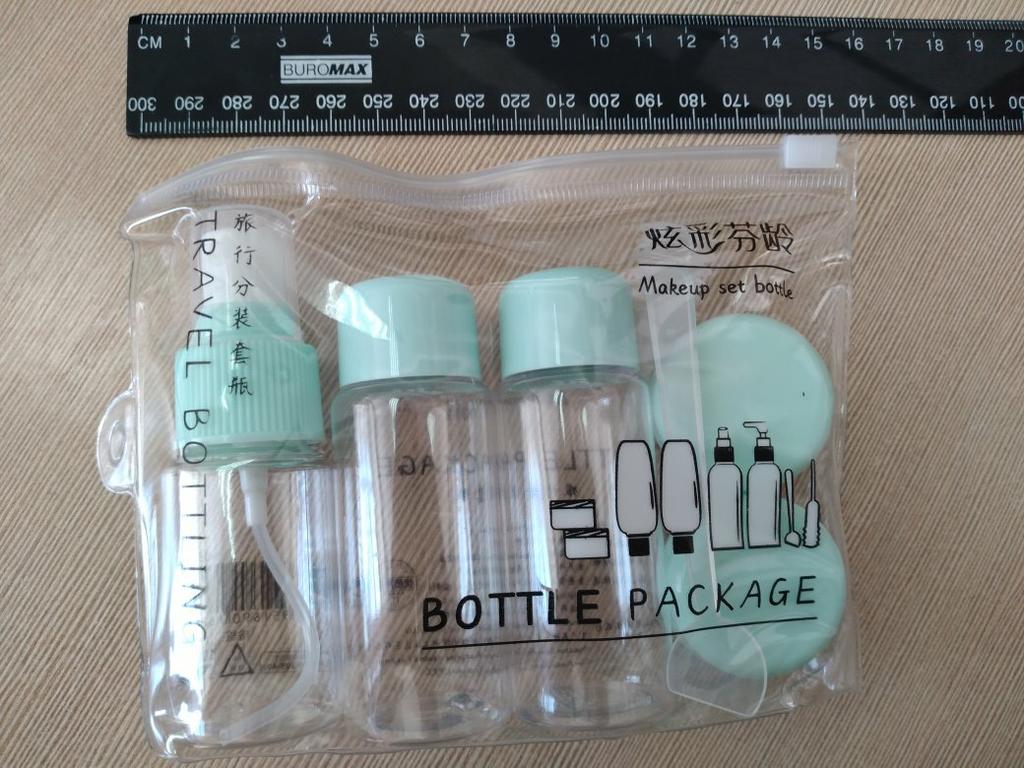 CM 1 2 3 4 5 6 7 8 9 10 11 12 13 14 15 16 17 18 19 20
BUROMAX
300 290 280 270 260 250 240 230 220 210 200 190 180 170 160 150 140 130 120 110 100
旅行分装套瓶
TRAVEL BOTTLING
炫彩芬龄
Makeup set bottle
BOTTLE PACKAGE